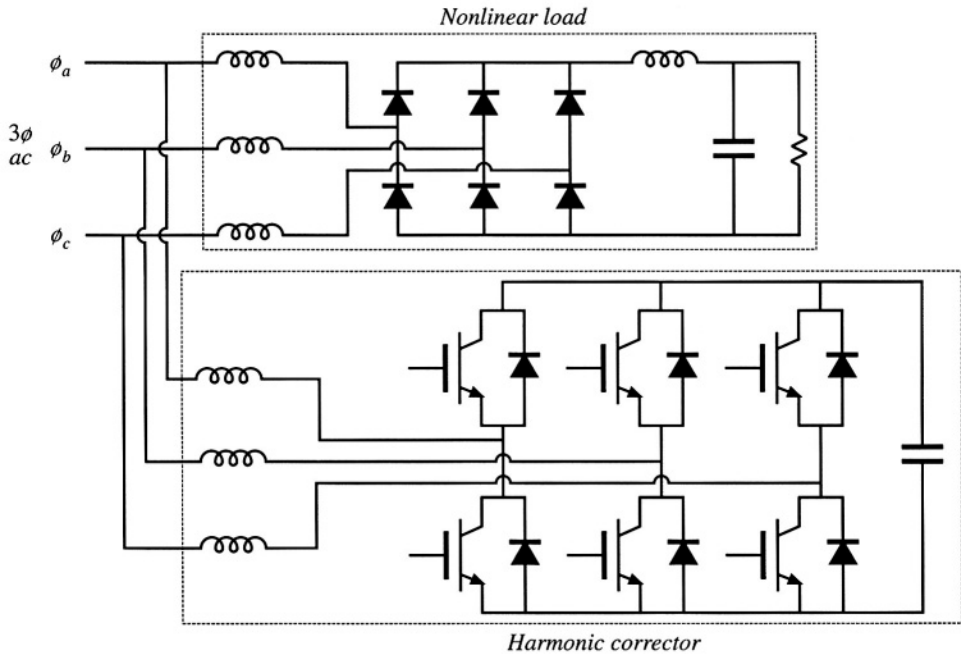 Nonlinear load
ϕa
3ϕ
ac
ϕb
ϕc
Harmonic corrector